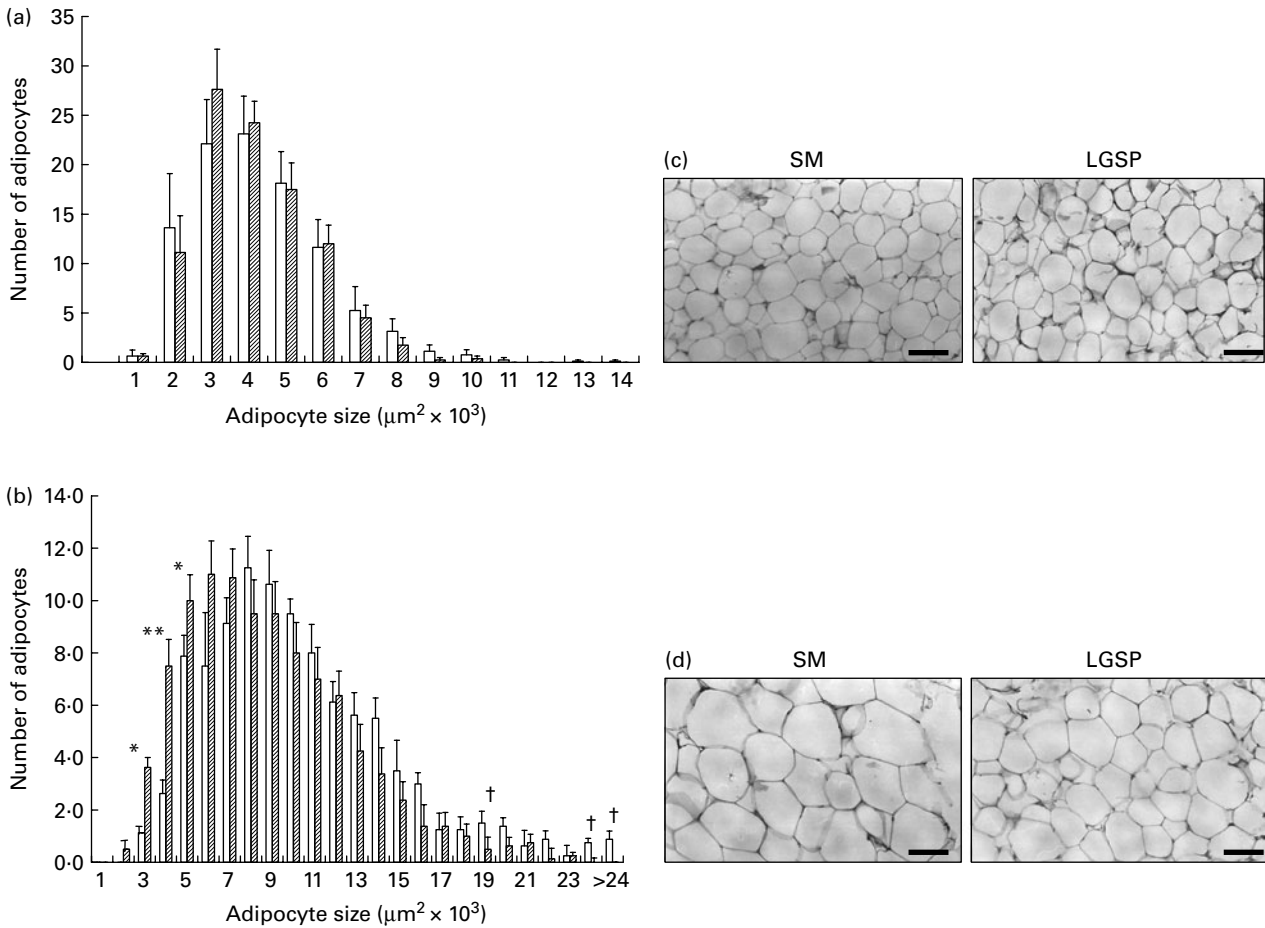 (a)
35
30
25
20
15
10
5
0
Number of adipocytes
1 2 3 4 5 6 7 8 9 10 11 12 13 14
Adipocyte size (μm² × 10³)
(c)
SM LGSP
(b)
14·0
12·0
10·0
8·0
6·0
4·0
2·0
0·0
Number of adipocytes
*
**
*
†
†
†
1 3 5 7 9 11 13 15 17 19 21 23 >24
Adipocyte size (μm² × 10³)
(d)
SM LGSP